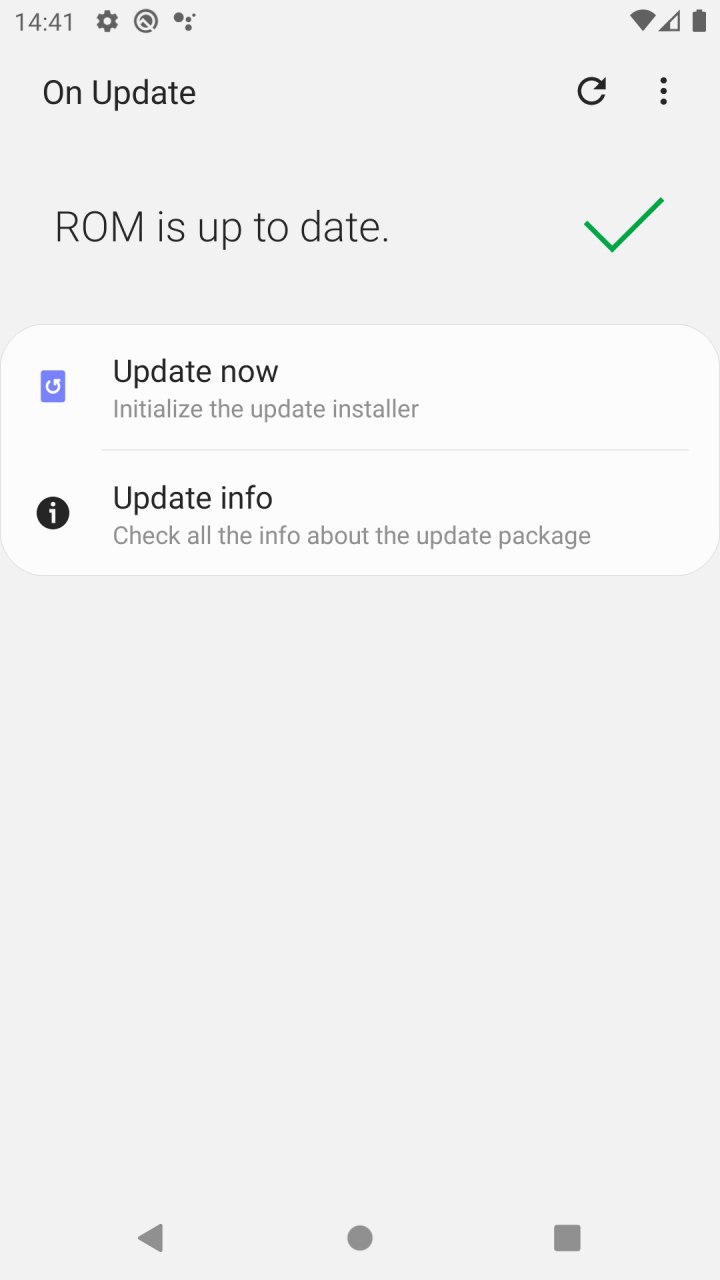 14:41
On Update
ROM is up to date.
Update now
Initialize the update installer
Update info
Check all the info about the update package